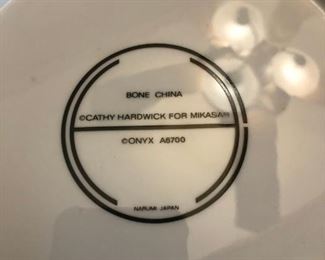 BONE CHINA
©CATHY HARDWICK FOR MIKASA®
©ONYX A6700
NARUMI JAPAN